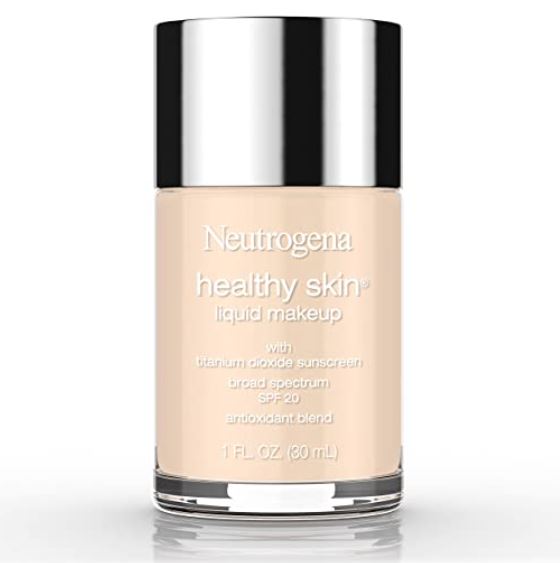 Neutrogena
healthy skin®
liquid makeup
with
titanium dioxide sunscreen
broad spectrum
SPF 20
antioxidant blend
1 FL. OZ. (30 mL)